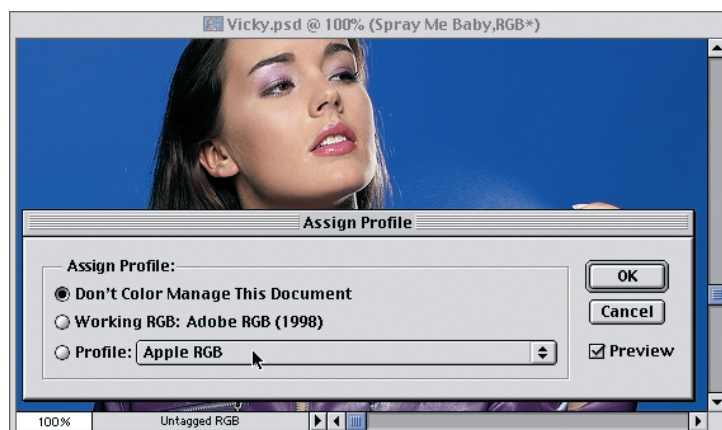 Vicky.psd @ 100% (Spray Me Baby,RGB*)
Assign Profile
Assign Profile:
Don't Color Manage This Document
Working RGB: Adobe RGB (1998)
Profile: Apple RGB
OK
Cancel
Preview
100%
Untagged RGB